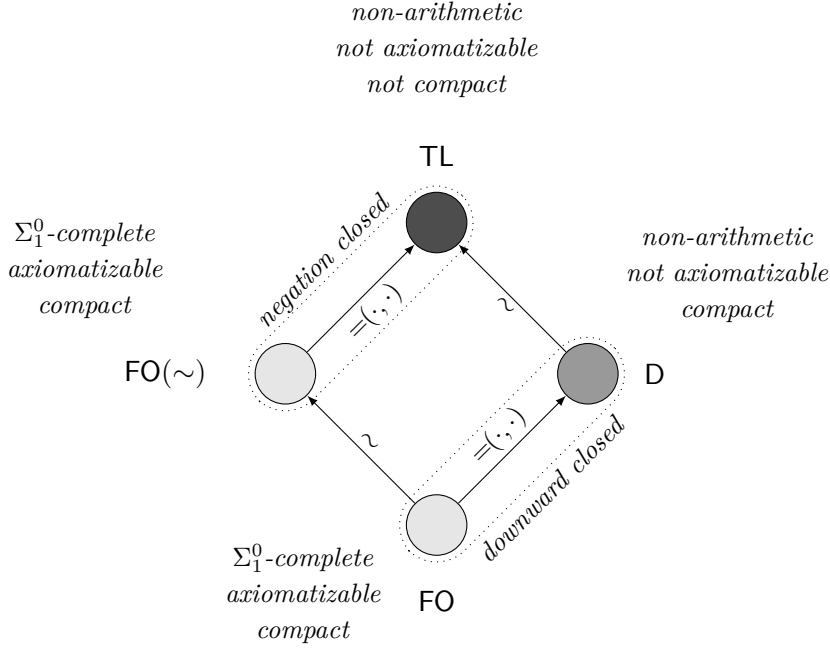 non-arithmetic
not axiomatizable
not compact
TL
negation closed
=(·;·)
∼
Σ⁰₁-complete
axiomatizable
compact
FO(∼)
non-arithmetic
not axiomatizable
compact
D
∼
=(·;·)
downward closed
Σ⁰₁-complete
axiomatizable
compact
FO